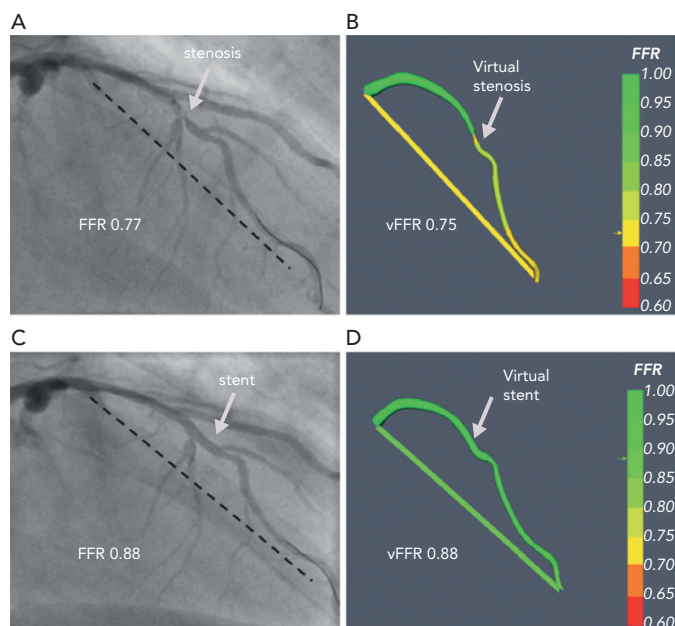 A
stenosis
FFR 0.77
B
Virtual
stenosis
vFFR 0.75
FFR
1.00
0.95
0.90
0.85
0.80
0.75
0.70
0.65
0.60
C
stent
FFR 0.88
D
Virtual
stent
vFFR 0.88
FFR
1.00
0.95
0.90
0.85
0.80
0.75
0.70
0.65
0.60